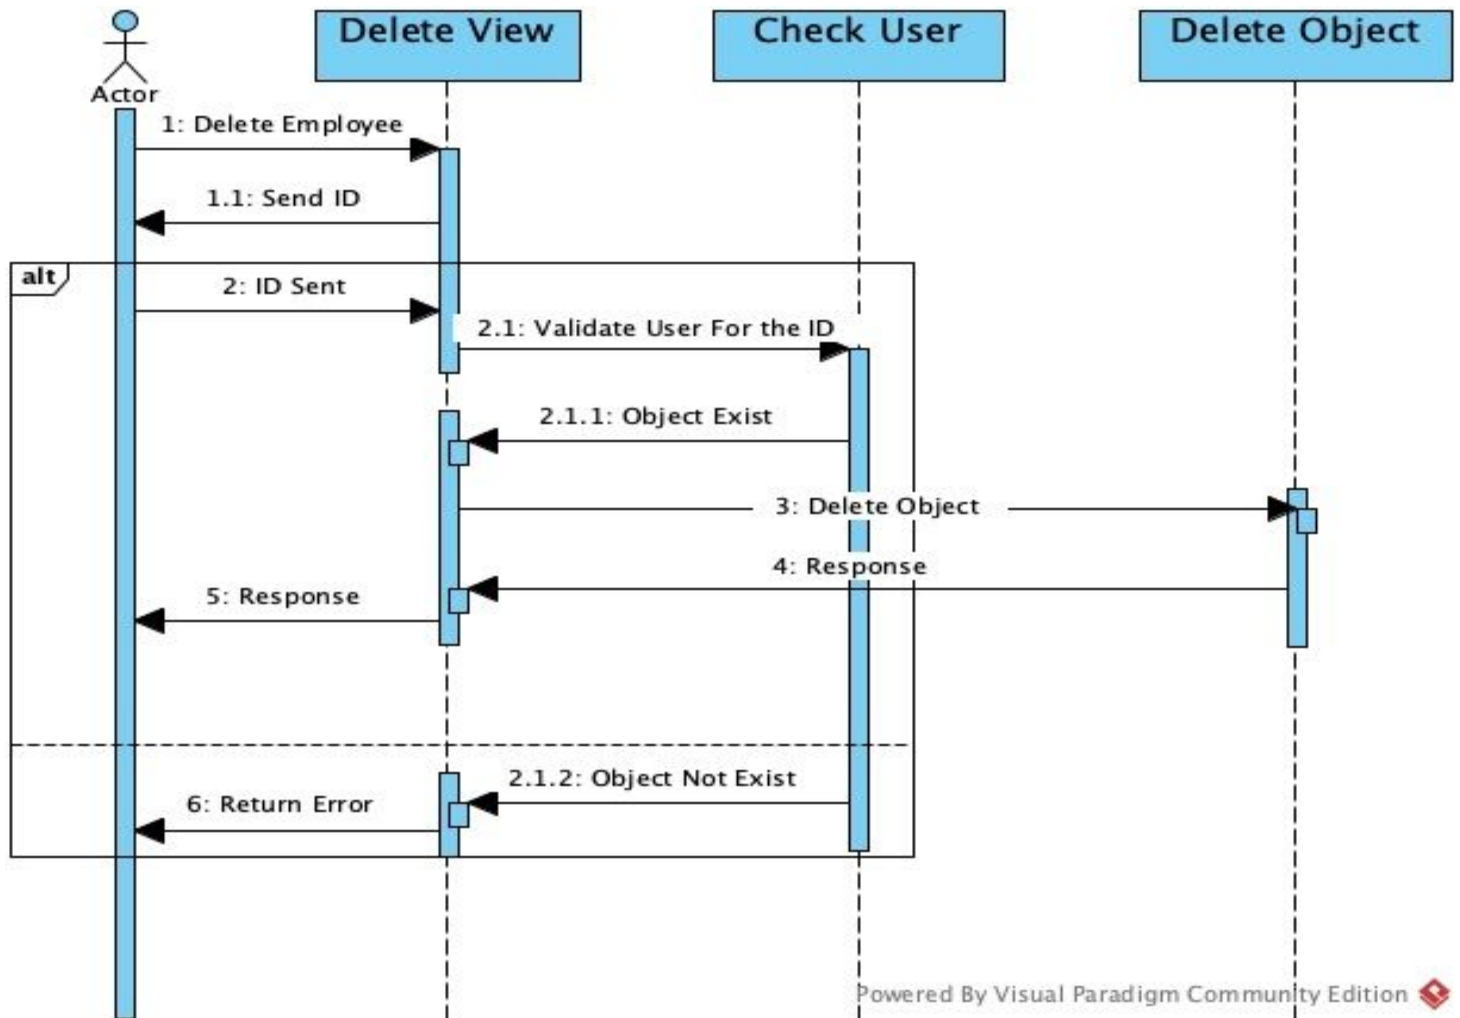 Delete View
Check User
Delete Object
Actor
1: Delete Employee
1.1: Send ID
alt
2: ID Sent
2.1: Validate User For the ID
2.1.1: Object Exist
3: Delete Object
4: Response
5: Response
2.1.2: Object Not Exist
6: Return Error
Powered By Visual Paradigm Community Edition